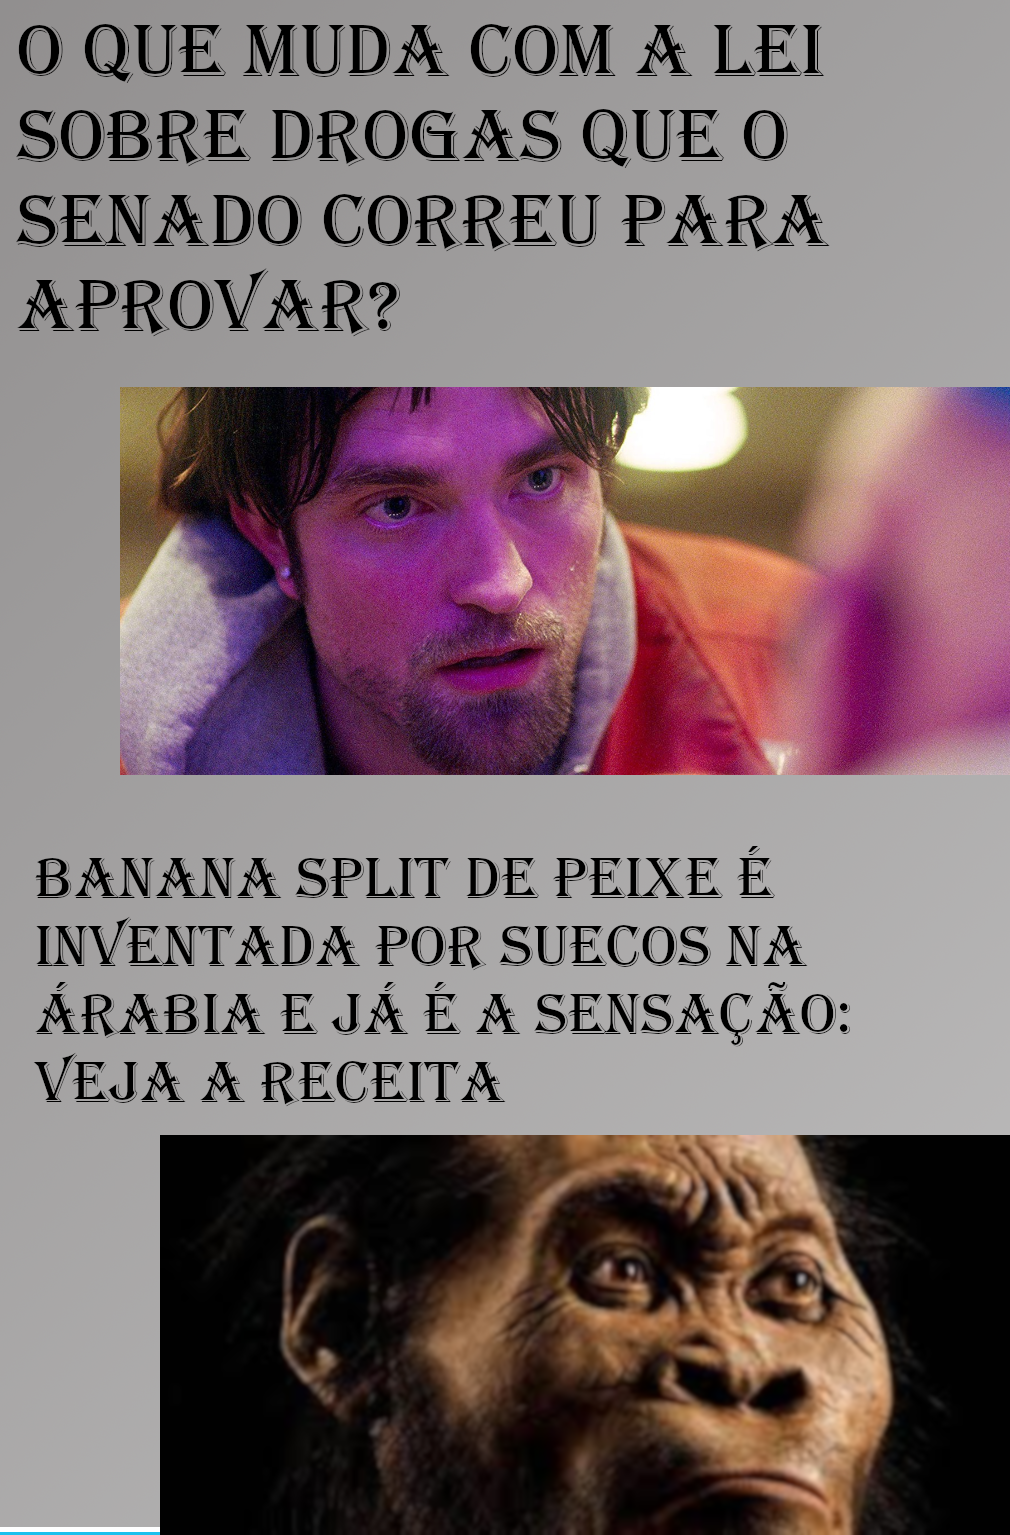 O QUE MUDA COM A LEI
SOBRE DROGAS QUE O
SENADO CORREU PARA
APROVAR?
BANANA SPLIT DE PEIXE É
INVENTADA POR SUECOS NA
ÁRABIA E JÁ É A SENSAÇÃO:
VEJA A RECEITA